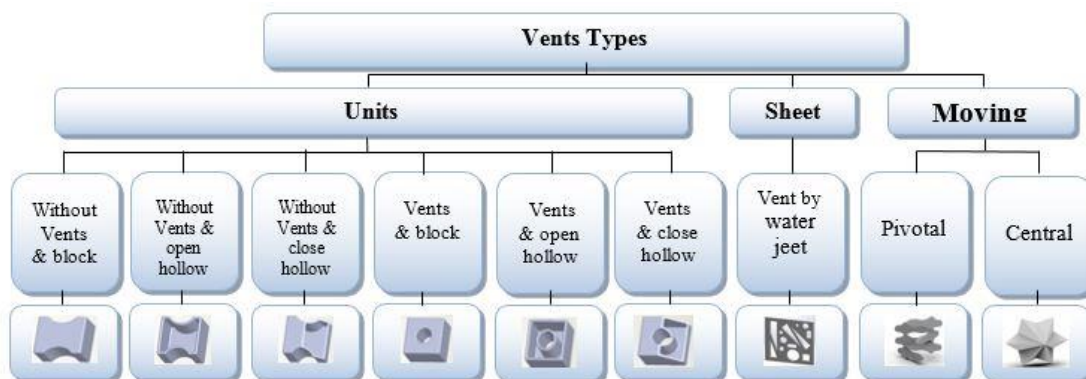 Vents Types
Units
Sheet
Moving
Without
Vents
& block
Without
Vents &
open
hollow
Without
Vents &
close
hollow
Vents
& block
Vents
& open
hollow
Vents
& close
hollow
Vent by
water
jeet
Pivotal
Central